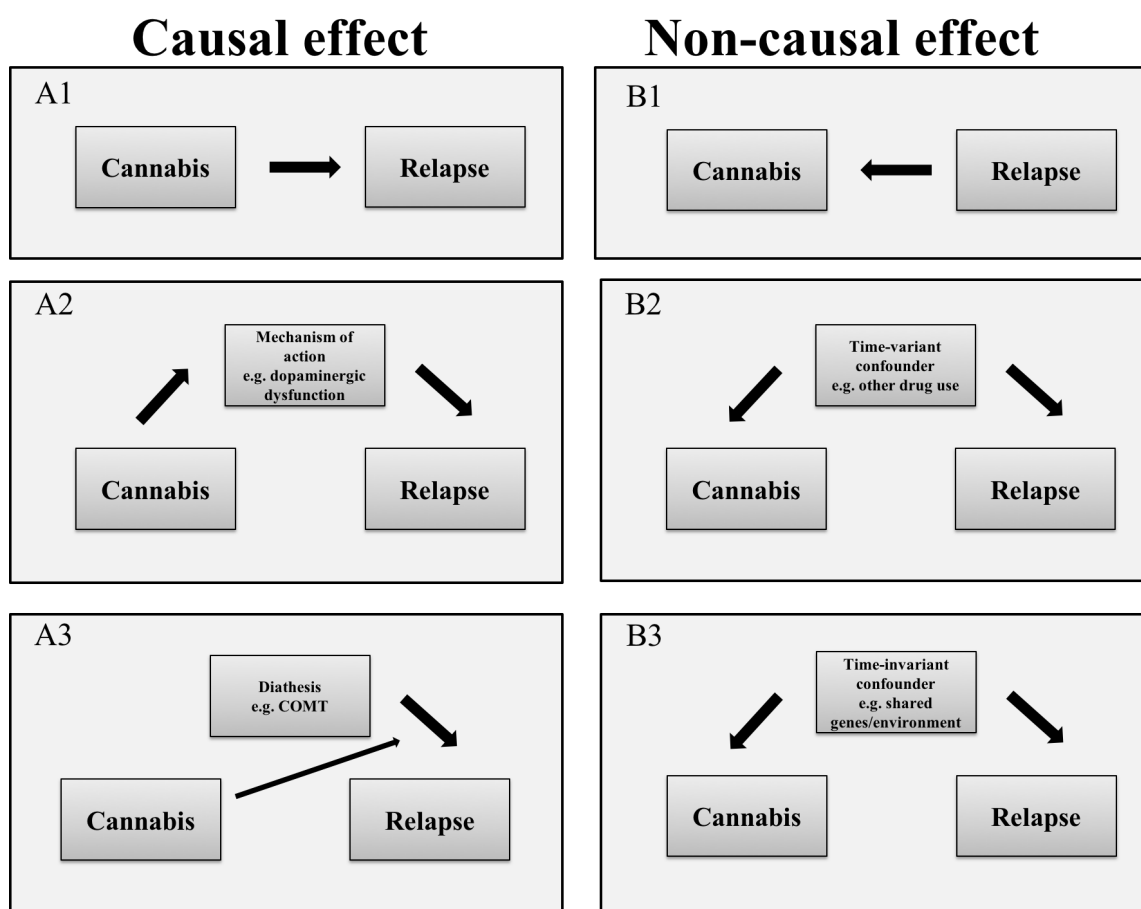 Causal effect
Non-causal effect
A1
Cannabis
Relapse
B1
Cannabis
Relapse
A2
Mechanism of
action
e.g. dopaminergic
dysfunction
Cannabis
Relapse
B2
Time-variant
confounder
e.g. other drug use
Cannabis
Relapse
A3
Diathesis
e.g. COMT
Cannabis
Relapse
B3
Time-invariant
confounder
e.g. shared
genes/environment
Cannabis
Relapse